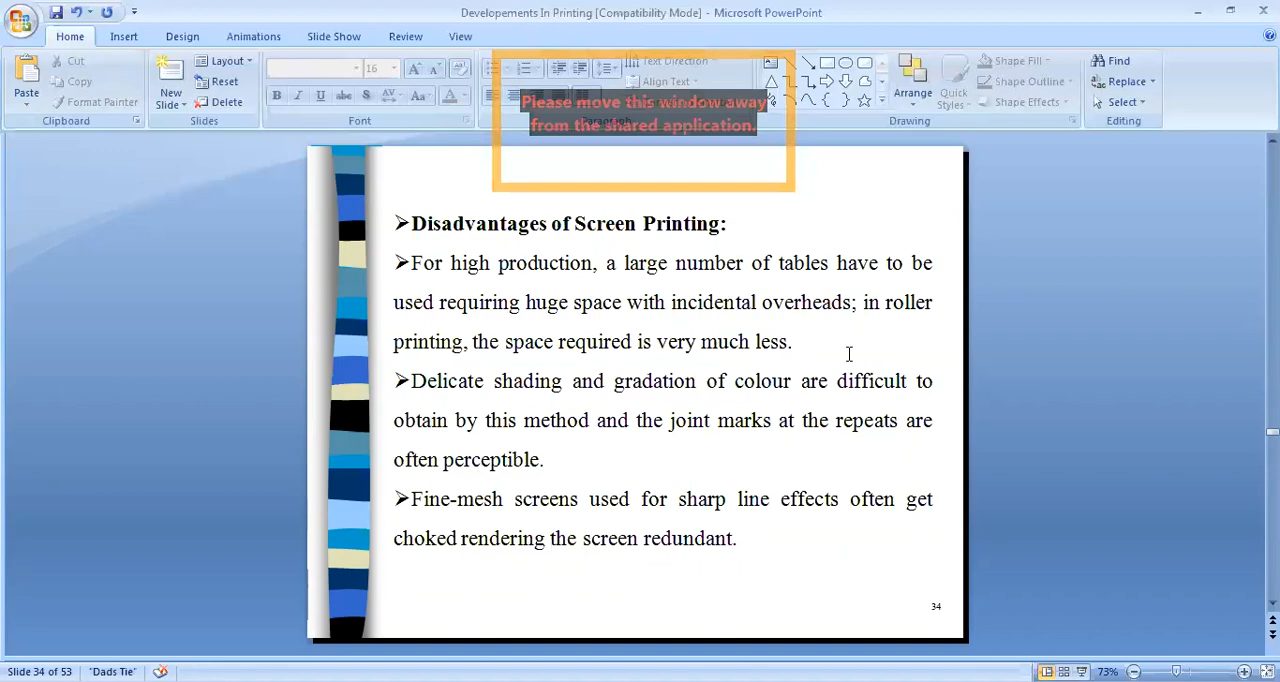 Developements In Printing [Compatibility Mode] - Microsoft PowerPoint
Home Insert Design Animations Slide Show Review View
Paste
Cut
Copy
Format Painter
Clipboard
New Slide
Layout
Reset
Delete
Slides
16
B I U abc S AV Aa A
Font
Text Direction
Align Text
Paragraph
Please move this window away
from the shared application.
Arrange
Quick Styles
Shape Fill
Shape Outline
Shape Effects
Drawing
Find
Replace
Select
Editing
➢Disadvantages of Screen Printing:
➢For high production, a large number of tables have to be
used requiring huge space with incidental overheads; in roller
printing, the space required is very much less.
➢Delicate shading and gradation of colour are difficult to
obtain by this method and the joint marks at the repeats are
often perceptible.
➢Fine-mesh screens used for sharp line effects often get
choked rendering the screen redundant.
34
Slide 34 of 53 "Dads Tie" 73%